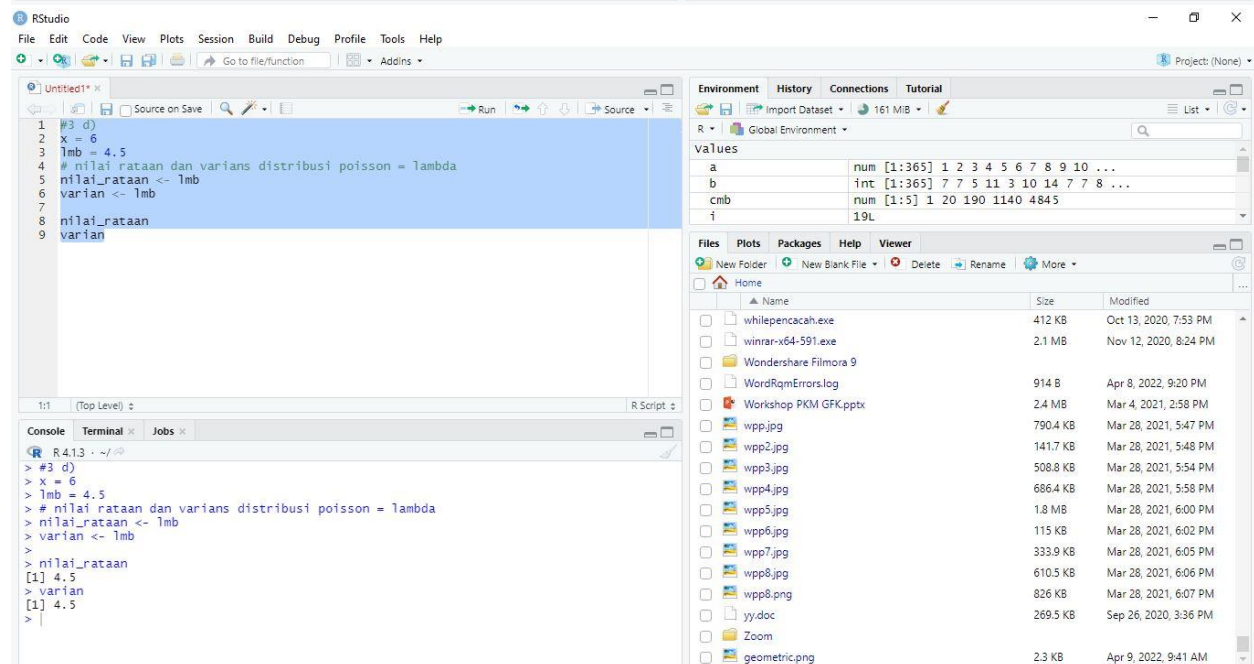 RStudio
File Edit Code View Plots Session Build Debug Profile Tools Help
Go to file/function Addins Project: (None)
Untitled1*
Source on Save Run Source
1 #3 d)
2 x = 6
3 lmb = 4.5
4 # nilai rataan dan varians distribusi poisson = lambda
5 nilai_rataan <- lmb
6 varian <- lmb
7
8 nilai_rataan
9 varian
1:1 (Top Level) R Script
Console Terminal Jobs
R 4.1.3 · ~/
> #3 d)
> x = 6
> lmb = 4.5
> # nilai rataan dan varians distribusi poisson = lambda
> nilai_rataan <- lmb
> varian <- lmb
>
> nilai_rataan
[1] 4.5
> varian
[1] 4.5
>
Environment History Connections Tutorial
Import Dataset 161 MiB List
R Global Environment
Values
a num [1:365] 1 2 3 4 5 6 7 8 9 10 ...
b int [1:365] 7 7 5 11 3 10 14 7 7 8 ...
cmb num [1:5] 1 20 190 1140 4845
i 19L
Files Plots Packages Help Viewer
New Folder New Blank File Delete Rename More
Home
Name Size Modified
whilepencacah.exe 412 KB Oct 13, 2020, 7:53 PM
winrar-x64-591.exe 2.1 MB Nov 12, 2020, 8:24 PM
Wondershare Filmora 9
WordRqmErrors.log 914 B Apr 8, 2022, 9:20 PM
Workshop PKM GFK.pptx 2.4 MB Mar 4, 2021, 2:58 PM
wpp.jpg 790.4 KB Mar 28, 2021, 5:47 PM
wpp2.jpg 141.7 KB Mar 28, 2021, 5:48 PM
wpp3.jpg 508.8 KB Mar 28, 2021, 5:54 PM
wpp4.jpg 686.4 KB Mar 28, 2021, 5:58 PM
wpp5.jpg 1.8 MB Mar 28, 2021, 6:00 PM
wpp6.jpg 115 KB Mar 28, 2021, 6:02 PM
wpp7.jpg 333.9 KB Mar 28, 2021, 6:05 PM
wpp8.jpg 610.5 KB Mar 28, 2021, 6:06 PM
wpp8.png 826 KB Mar 28, 2021, 6:07 PM
yy.doc 269.5 KB Sep 26, 2020, 3:36 PM
Zoom
geometric.png 2.3 KB Apr 9, 2022, 9:41 AM